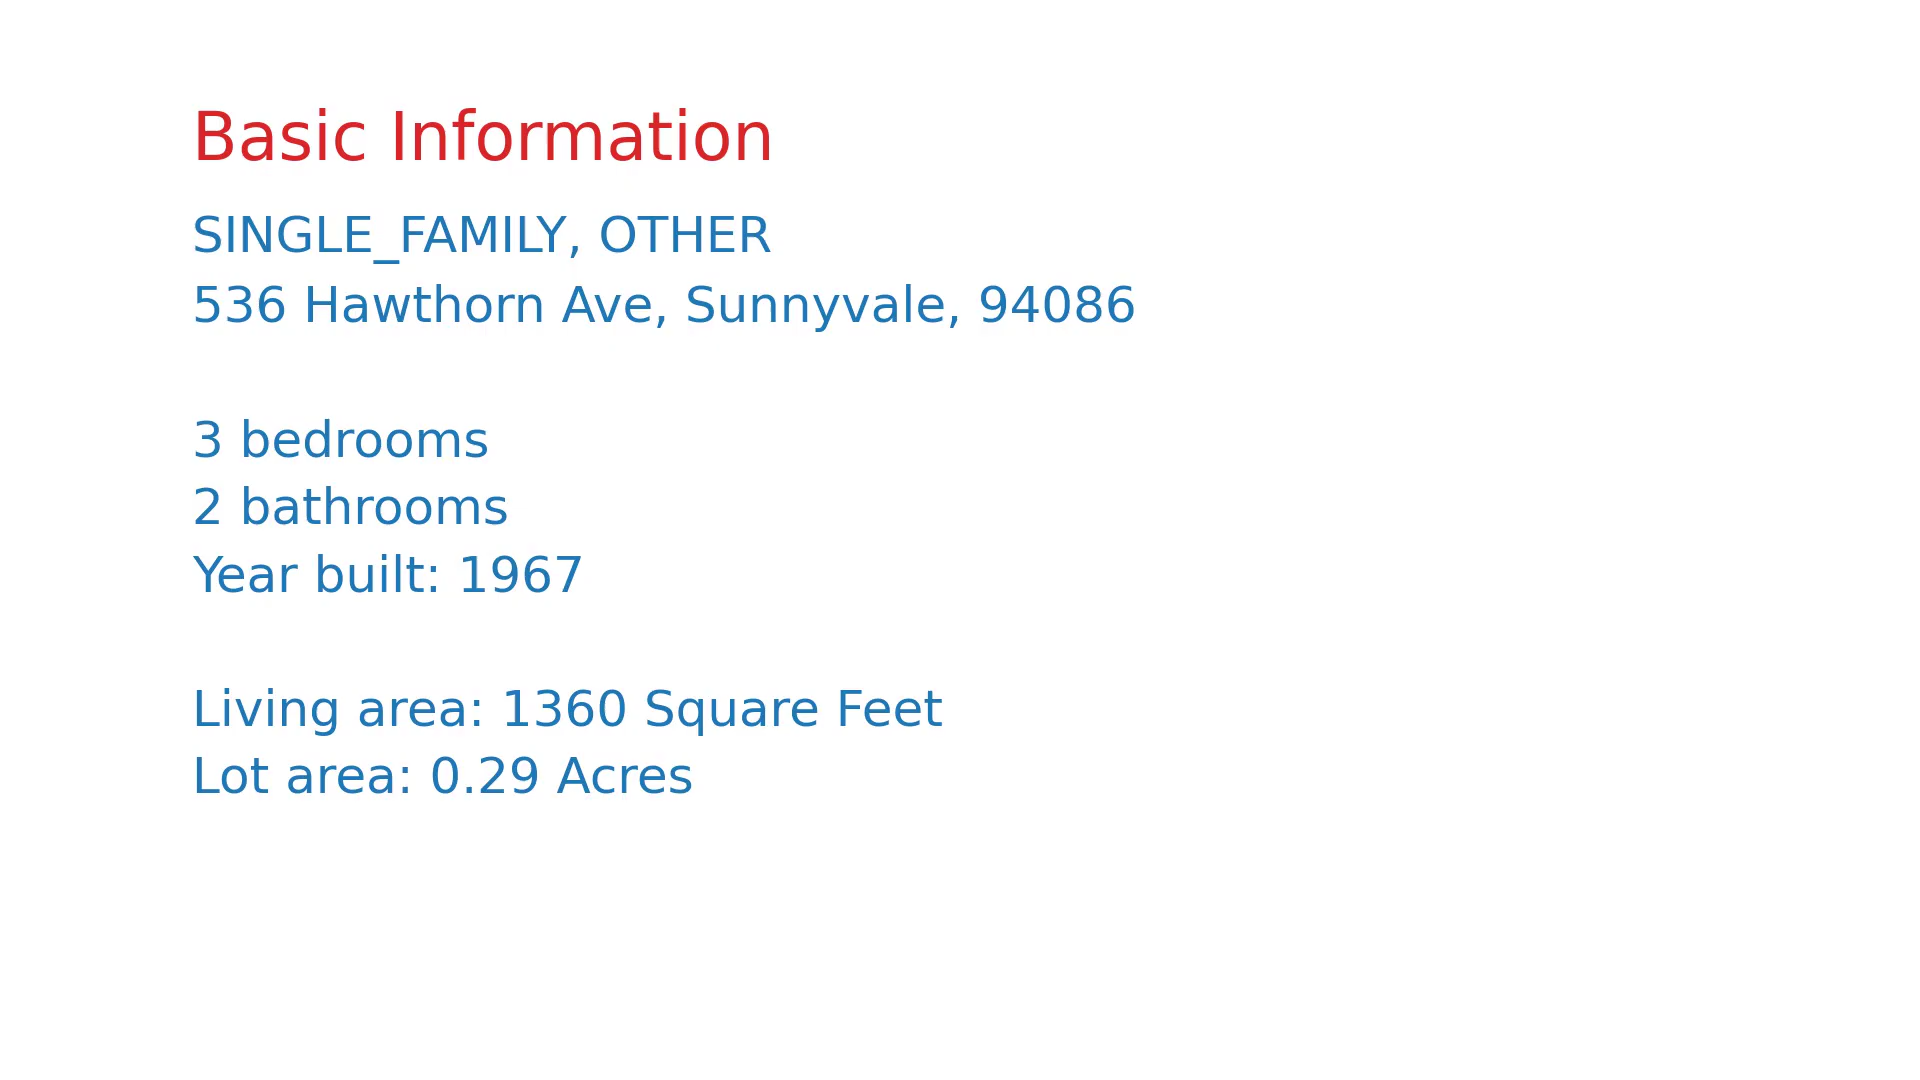 Basic Information
SINGLE_FAMILY, OTHER
536 Hawthorn Ave, Sunnyvale, 94086
3 bedrooms
2 bathrooms
Year built: 1967
Living area: 1360 Square Feet
Lot area: 0.29 Acres